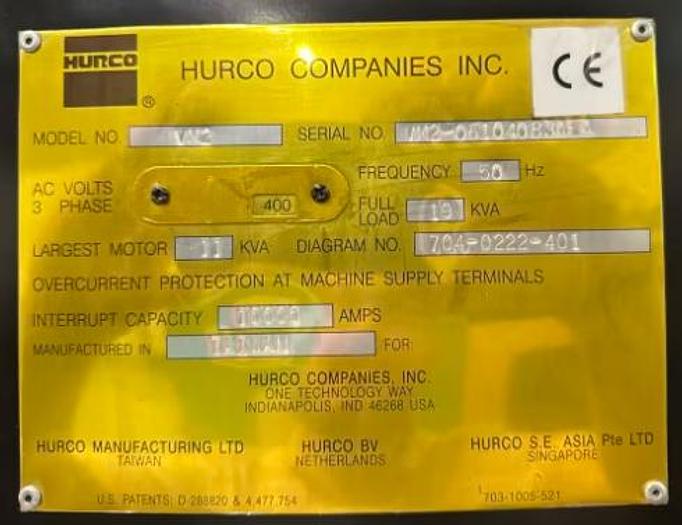 HURCO
®
HURCO COMPANIES INC.
CE
MODEL NO. SERIAL NO.
FREQUENCY 50 Hz
AC VOLTS
3 PHASE
400
FULL
LOAD 19 KVA
LARGEST MOTOR 11 KVA DIAGRAM NO. 704-0222-401
OVERCURRENT PROTECTION AT MACHINE SUPPLY TERMINALS
INTERRUPT CAPACITY 10000 AMPS
MANUFACTURED IN FOR:
HURCO COMPANIES, INC.
ONE TECHNOLOGY WAY
INDIANAPOLIS, IND 46268 USA
HURCO MANUFACTURING LTD
TAIWAN
HURCO BV
NETHERLANDS
HURCO S.E. ASIA Pte LTD
SINGAPORE
U.S. PATENTS: D-288820 & 4,477,754
703-1005-521